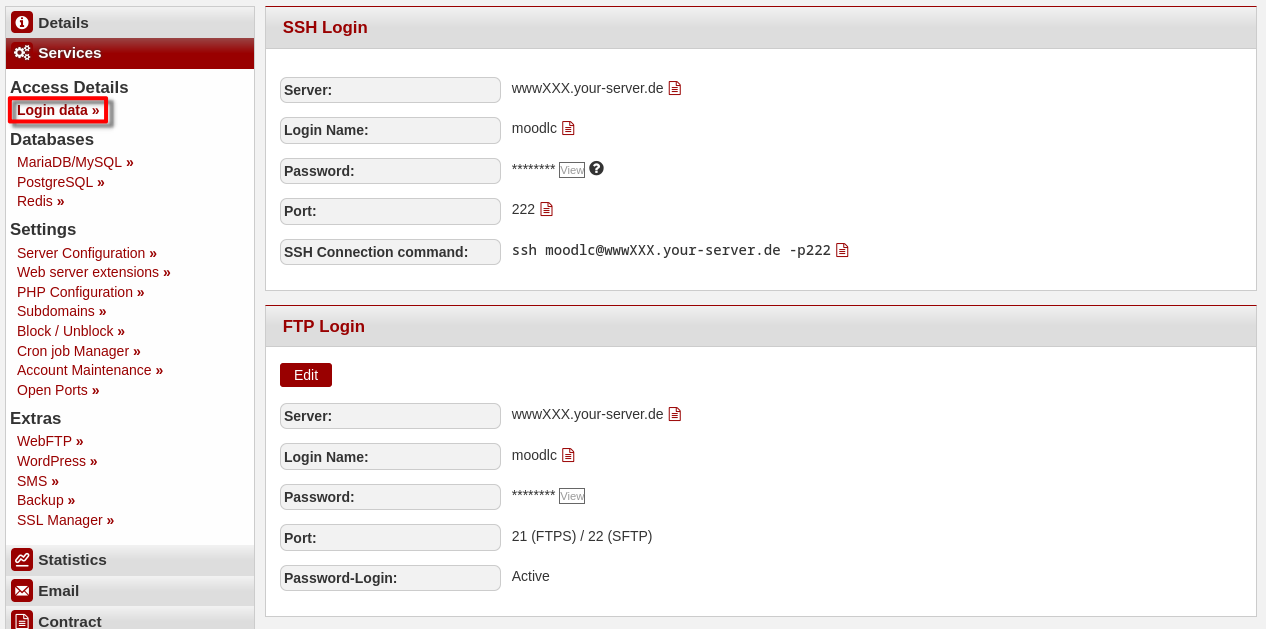 Details
Services
Access Details
Login data »
Databases
MariaDB/MySQL »
PostgreSQL »
Redis »
Settings
Server Configuration »
Web server extensions »
PHP Configuration »
Subdomains »
Block / Unblock »
Cron job Manager »
Account Maintenance »
Open Ports »
Extras
WebFTP »
WordPress »
SMS »
Backup »
SSL Manager »
Statistics
Email
Contract
SSH Login
Server: wwwXXX.your-server.de
Login Name: moodlc
Password: ******** View
Port: 222
SSH Connection command: ssh moodlc@wwwXXX.your-server.de -p222
FTP Login
Edit
Server: wwwXXX.your-server.de
Login Name: moodlc
Password: ******** View
Port: 21 (FTPS) / 22 (SFTP)
Password-Login: Active